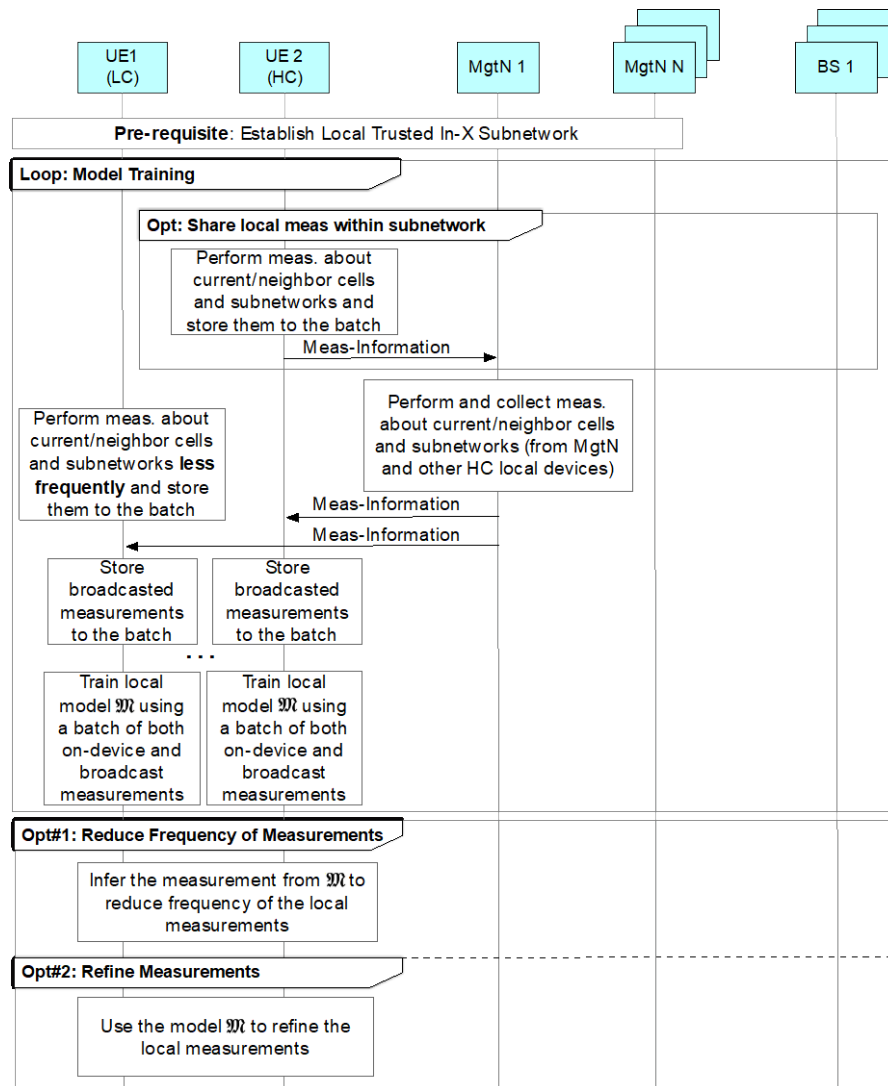 UE1
(LC)
UE 2
(HC)
MgtN 1
MgtN N
BS 1
Pre-requisite: Establish Local Trusted In-X Subnetwork
Loop: Model Training
Opt: Share local meas within subnetwork
Perform meas. about
current/neighbor cells
and subnetworks and
store them to the batch
Meas-Information
Perform and collect meas.
about current/neighbor cells
and subnetworks (from MgtN
and other HC local devices)
Perform meas. about
current/neighbor cells
and subnetworks less
frequently and store
them to the batch
Meas-Information
Meas-Information
Store
broadcasted
measurements
to the batch
Store
broadcasted
measurements
to the batch
...
Train local
model 𝕸 using
a batch of both
on-device and
broadcast
measurements
Train local
model 𝕸 using
a batch of both
on-device and
broadcast
measurements
Opt#1: Reduce Frequency of Measurements
Infer the measurement from 𝕸 to
reduce frequency of the local
measurements
Opt#2: Refine Measurements
Use the model 𝕸 to refine the
local measurements